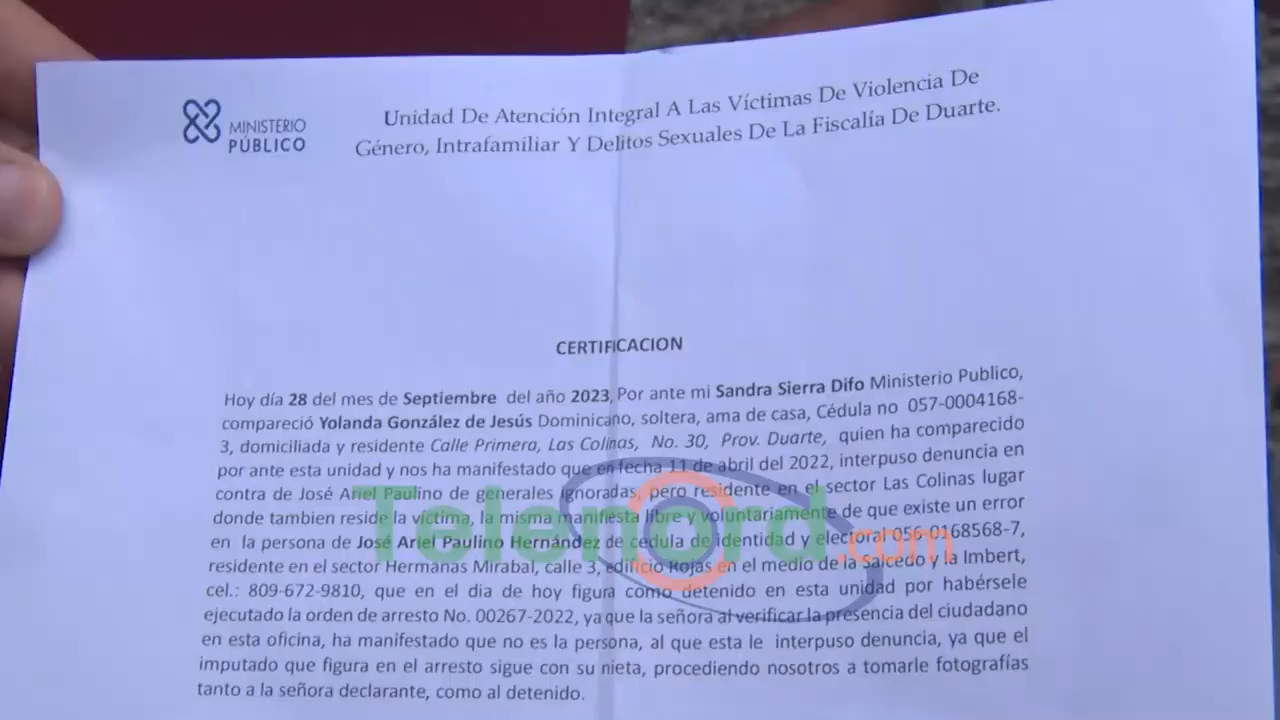 MINISTERIO
PÚBLICO
Unidad De Atención Integral A Las Víctimas De Violencia De
Género, Intrafamiliar Y Delitos Sexuales De La Fiscalía De Duarte.
CERTIFICACION
Hoy día 28 del mes de Septiembre del año 2023, Por ante mi Sandra Sierra Difo Ministerio Publico,
compareció Yolanda González de Jesús Dominicano, soltera, ama de casa, Cédula no 057-0004168-
3, domiciliada y residente Calle Primera, Las Colinas, No. 30, Prov. Duarte, quien ha comparecido
por ante esta unidad y nos ha manifestado que en fecha 11 de abril del 2022, interpuso denuncia en
contra de José Ariel Paulino de generales ignoradas, pero residente en el sector Las Colinas lugar
donde tambien reside la víctima, la misma manifiesta libre y voluntariamente de que existe un error
en la persona de José Ariel Paulino Hernández de cedula de identidad y electoral 056-0168568-7,
residente en el sector Hermanas Mirabal, calle 3, edificio Rojas en el medio de la Salcedo y la Imbert,
cel.: 809-672-9810, que en el dia de hoy figura como detenido en esta unidad por habérsele
ejecutado la orden de arresto No. 00267-2022, ya que la señora al verificar la presencia del ciudadano
en esta oficina, ha manifestado que no es la persona, al que esta le interpuso denuncia, ya que el
imputado que figura en el arresto sigue con su nieta, procediendo nosotros a tomarle fotografías
tanto a la señora declarante, como al detenido.
Telenord.com